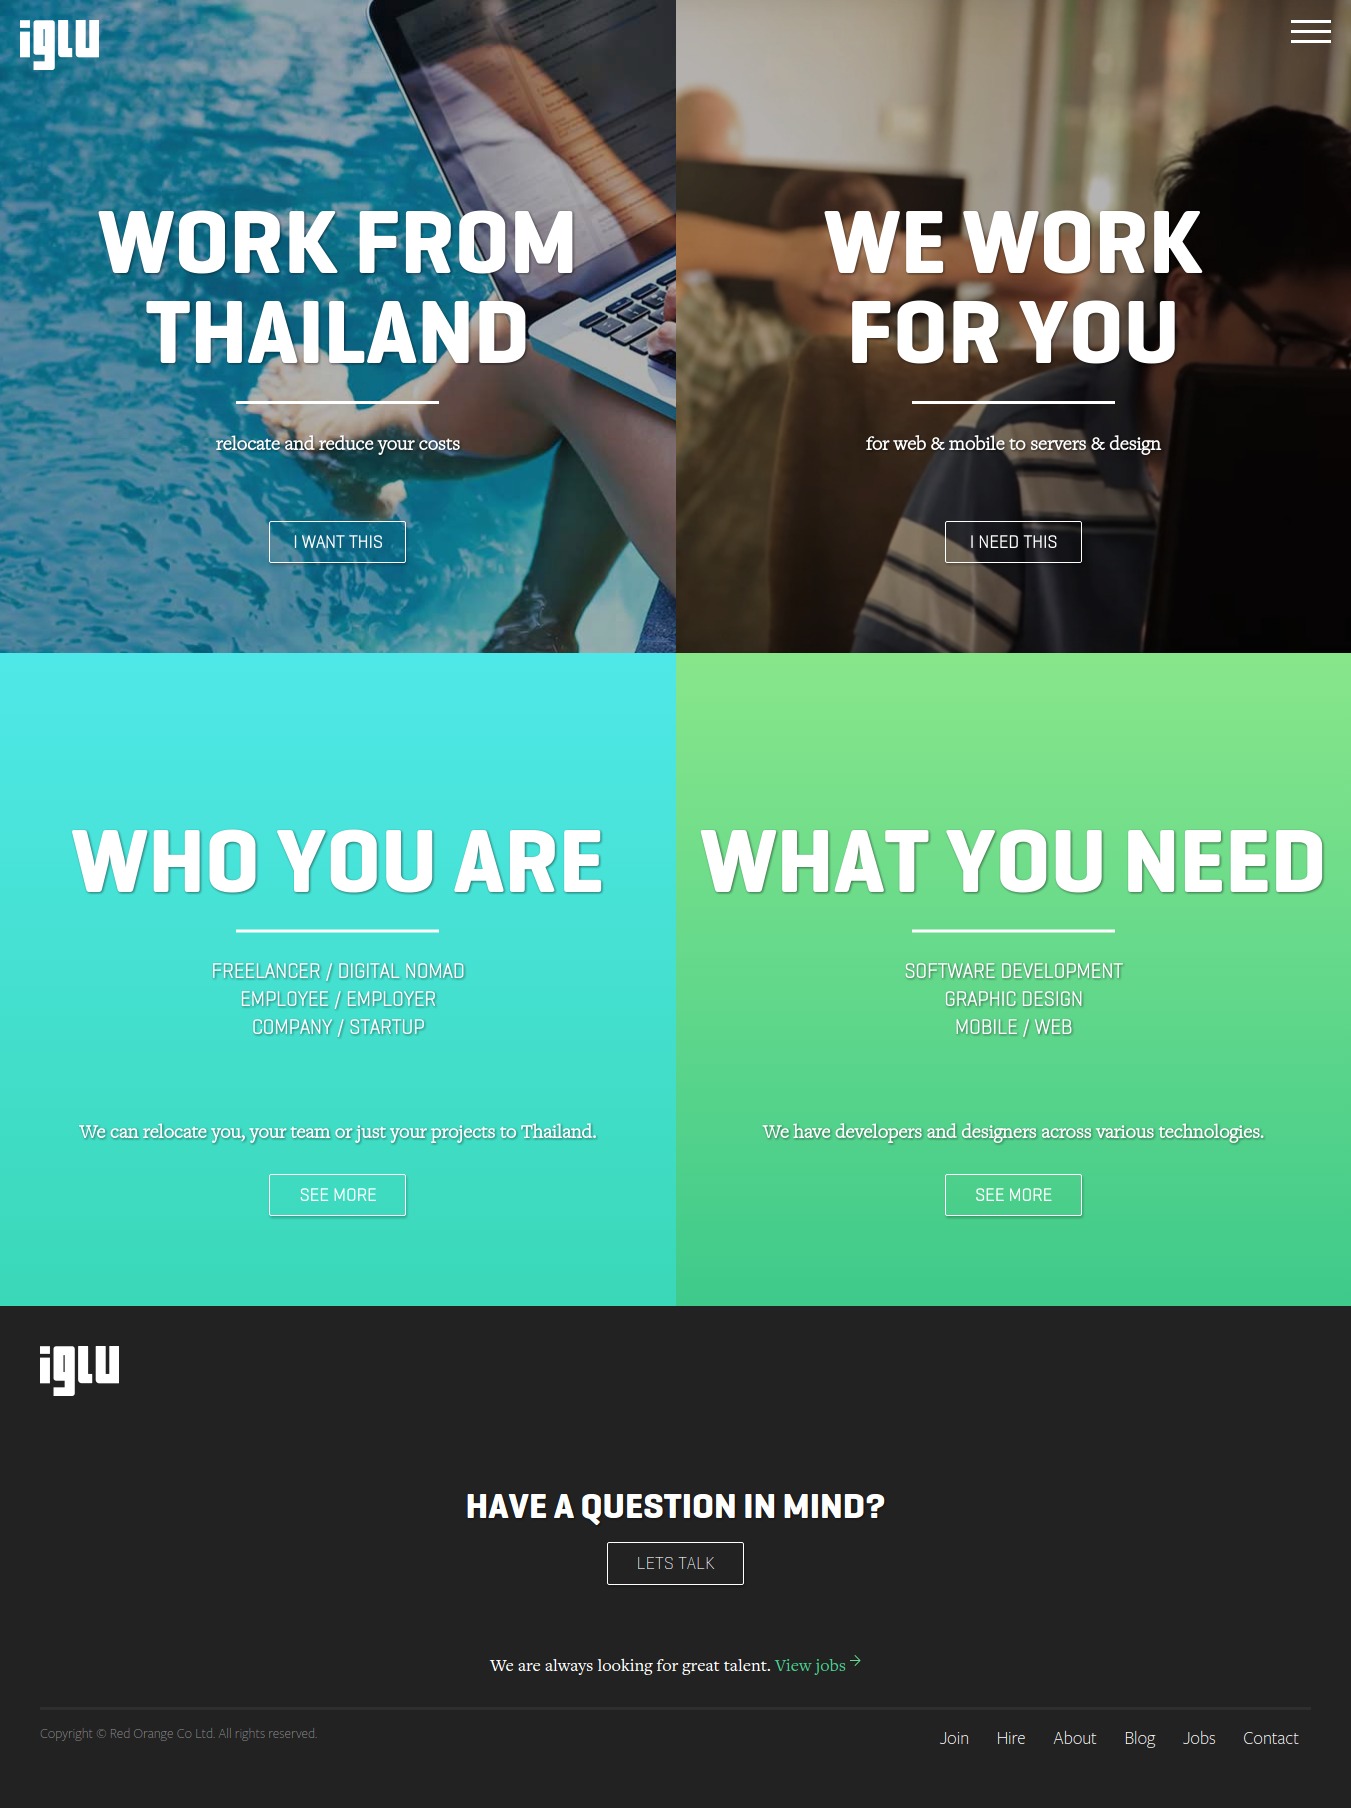 iglu
WORK FROM
THAILAND
relocate and reduce your costs
I WANT THIS
WE WORK
FOR YOU
for web & mobile to servers & design
I NEED THIS
WHO YOU ARE
FREELANCER / DIGITAL NOMAD
EMPLOYEE / EMPLOYER
COMPANY / STARTUP
We can relocate you, your team or just your projects to Thailand.
SEE MORE
WHAT YOU NEED
SOFTWARE DEVELOPMENT
GRAPHIC DESIGN
MOBILE / WEB
We have developers and designers across various technologies.
SEE MORE
iglu
HAVE A QUESTION IN MIND?
LETS TALK
We are always looking for great talent. View jobs →
Copyright © Red Orange Co Ltd. All rights reserved.
Join Hire About Blog Jobs Contact